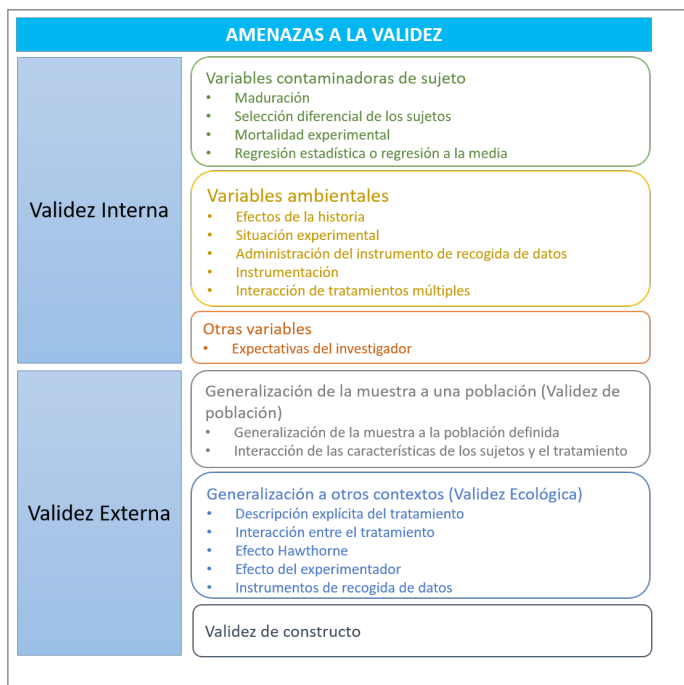 AMENAZAS A LA VALIDEZ
Validez Interna
Variables contaminadoras de sujeto
• Maduración
• Selección diferencial de los sujetos
• Mortalidad experimental
• Regresión estadística o regresión a la media
Variables ambientales
• Efectos de la historia
• Situación experimental
• Administración del instrumento de recogida de datos
• Instrumentación
• Interacción de tratamientos múltiples
Otras variables
• Expectativas del investigador
Validez Externa
Generalización de la muestra a una población (Validez de
población)
• Generalización de la muestra a la población definida
• Interacción de las características de los sujetos y el tratamiento
Generalización a otros contextos (Validez Ecológica)
• Descripción explícita del tratamiento
• Interacción entre el tratamiento
• Efecto Hawthorne
• Efecto del experimentador
• Instrumentos de recogida de datos
Validez de constructo